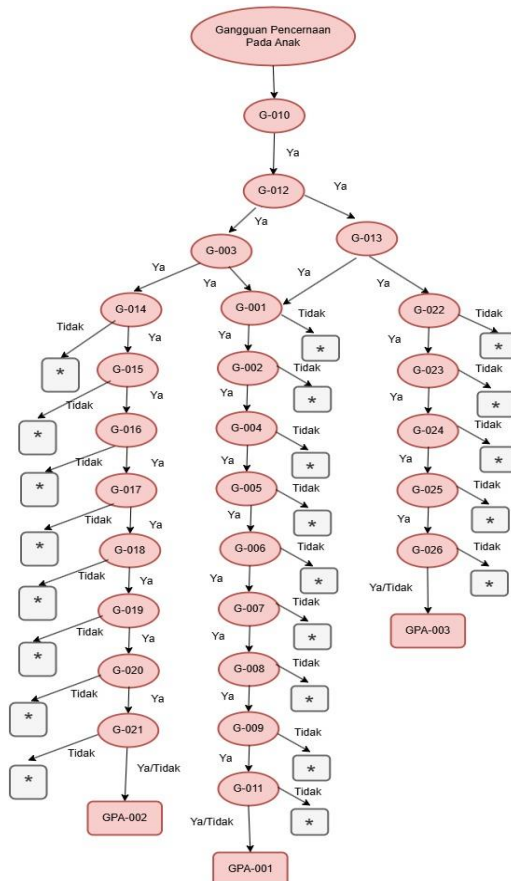 Gangguan Pencernaan
Pada Anak
G-010
Ya
G-012
Ya
Ya
G-003
G-013
Ya
Ya
Ya
Ya
G-014
G-001
G-022
Tidak
Ya
Ya
Tidak
Ya
Tidak
*
*
*
G-015
G-002
G-023
Tidak
Ya
Ya
Tidak
Ya
Tidak
*
*
*
G-016
G-004
G-024
Tidak
Ya
Ya
Tidak
Ya
Tidak
*
*
*
G-017
G-005
G-025
Tidak
Ya
Ya
Tidak
Ya
Tidak
*
*
*
G-018
G-006
G-026
Tidak
Ya
Ya
Tidak
Ya/Tidak
Tidak
*
*
*
G-019
G-007
GPA-003
Tidak
Ya
Ya
Tidak
*
*
G-020
G-008
Tidak
Ya
Ya
Tidak
*
*
G-021
G-009
Tidak
Ya/Tidak
Ya
Tidak
*
*
G-011
Ya/Tidak
Tidak
*
GPA-002
GPA-001